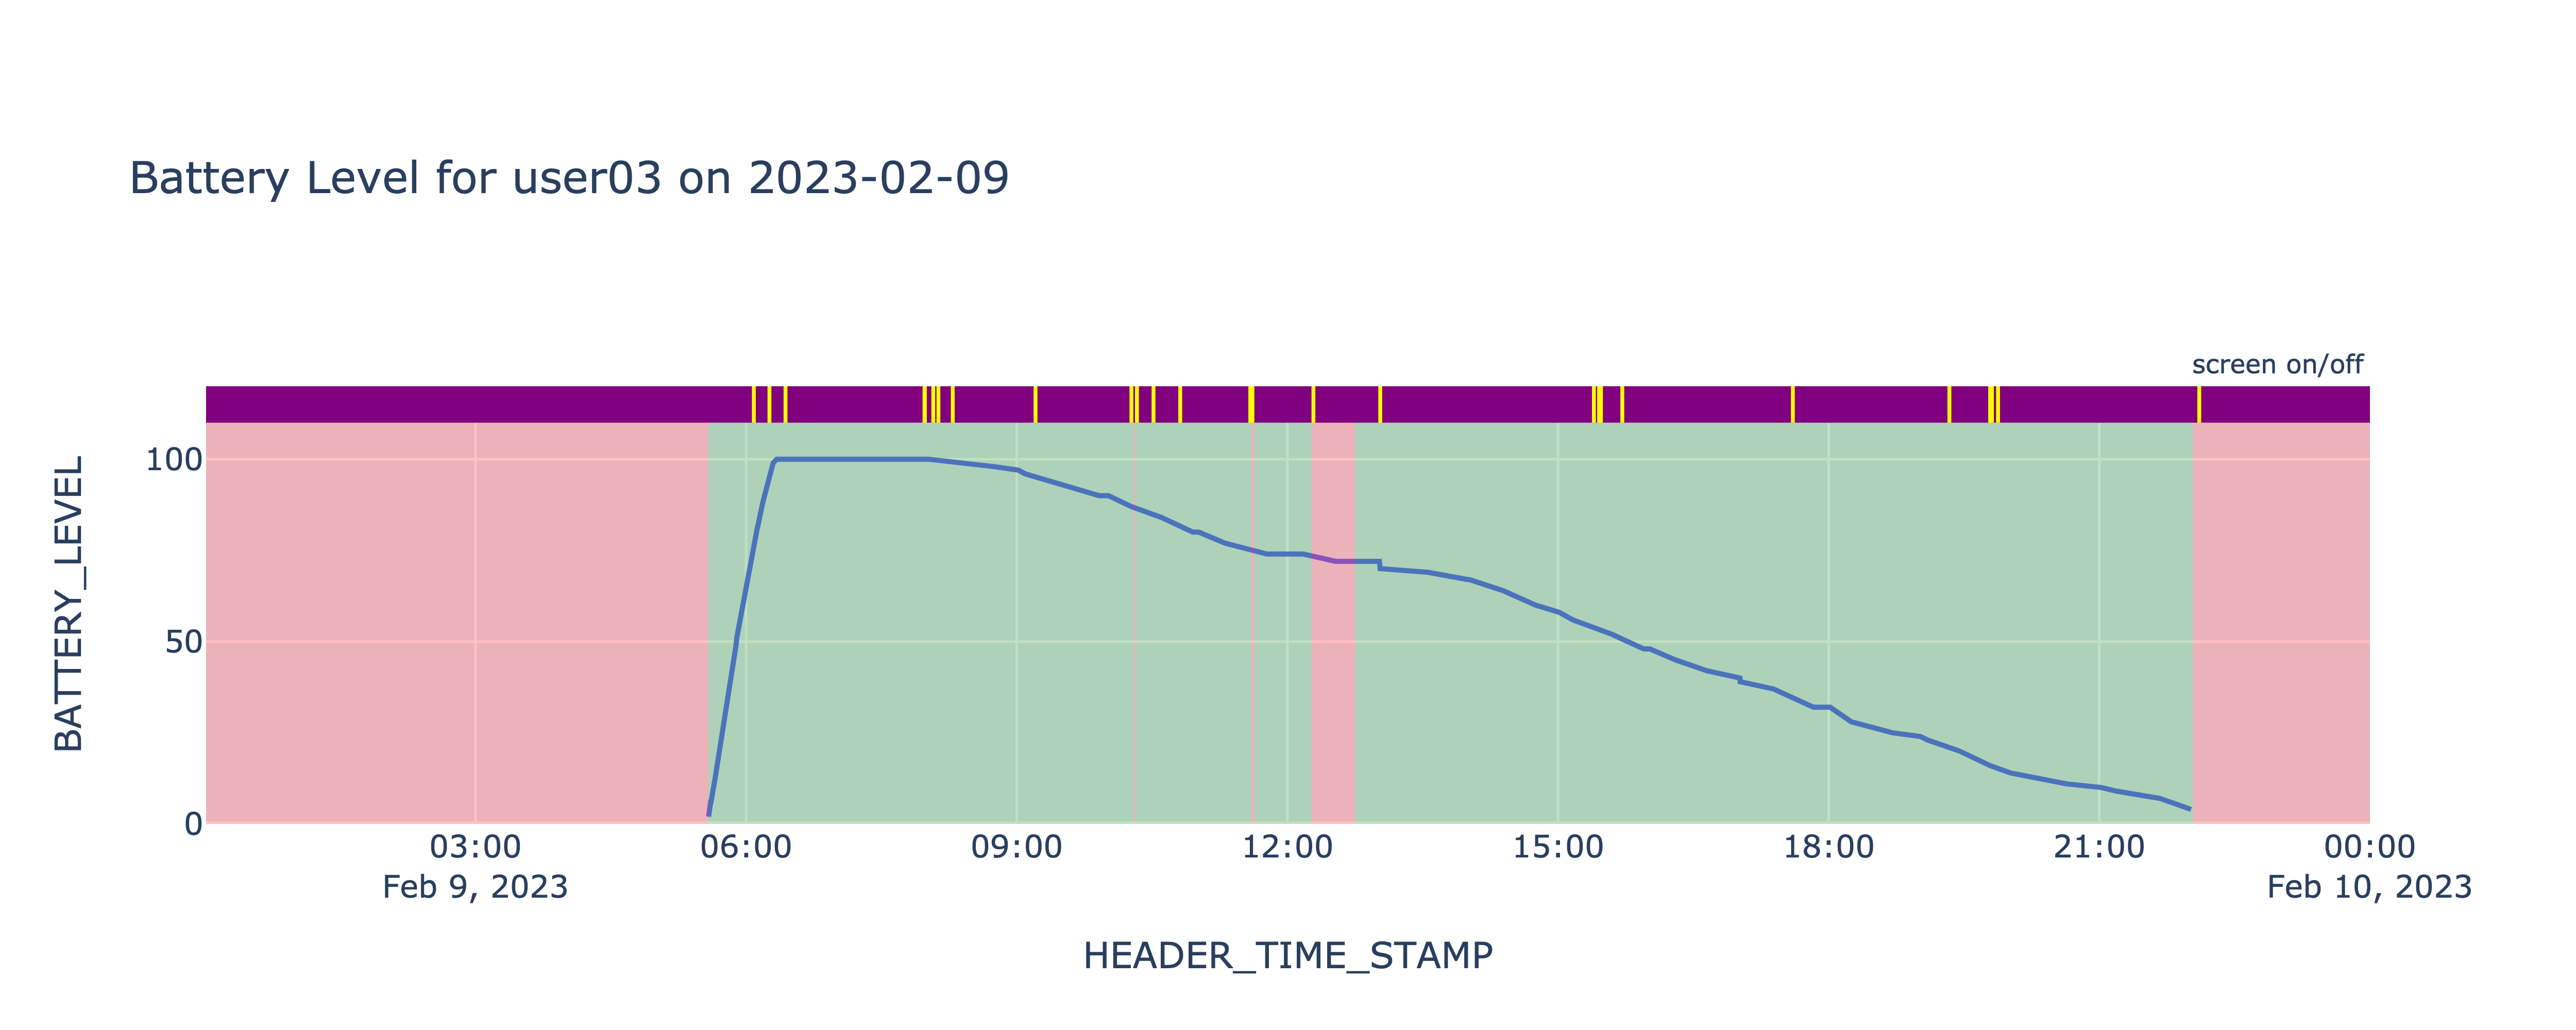 Battery Level for user03 on 2023-02-09
screen on/off
BATTERY_LEVEL
100
50
0
03:00
06:00
09:00
12:00
15:00
18:00
21:00
00:00
Feb 9, 2023
Feb 10, 2023
HEADER_TIME_STAMP